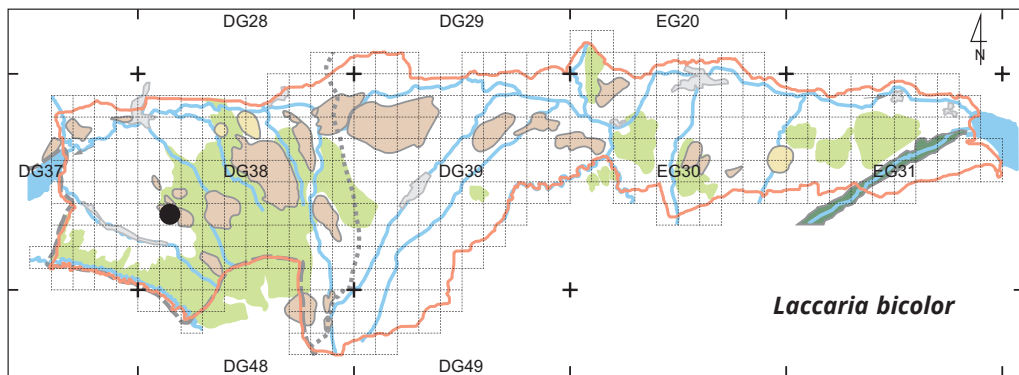 DG28 DG29 EG20
N
DG37 DG38 DG39 EG30 EG31
Laccaria bicolor
DG48 DG49